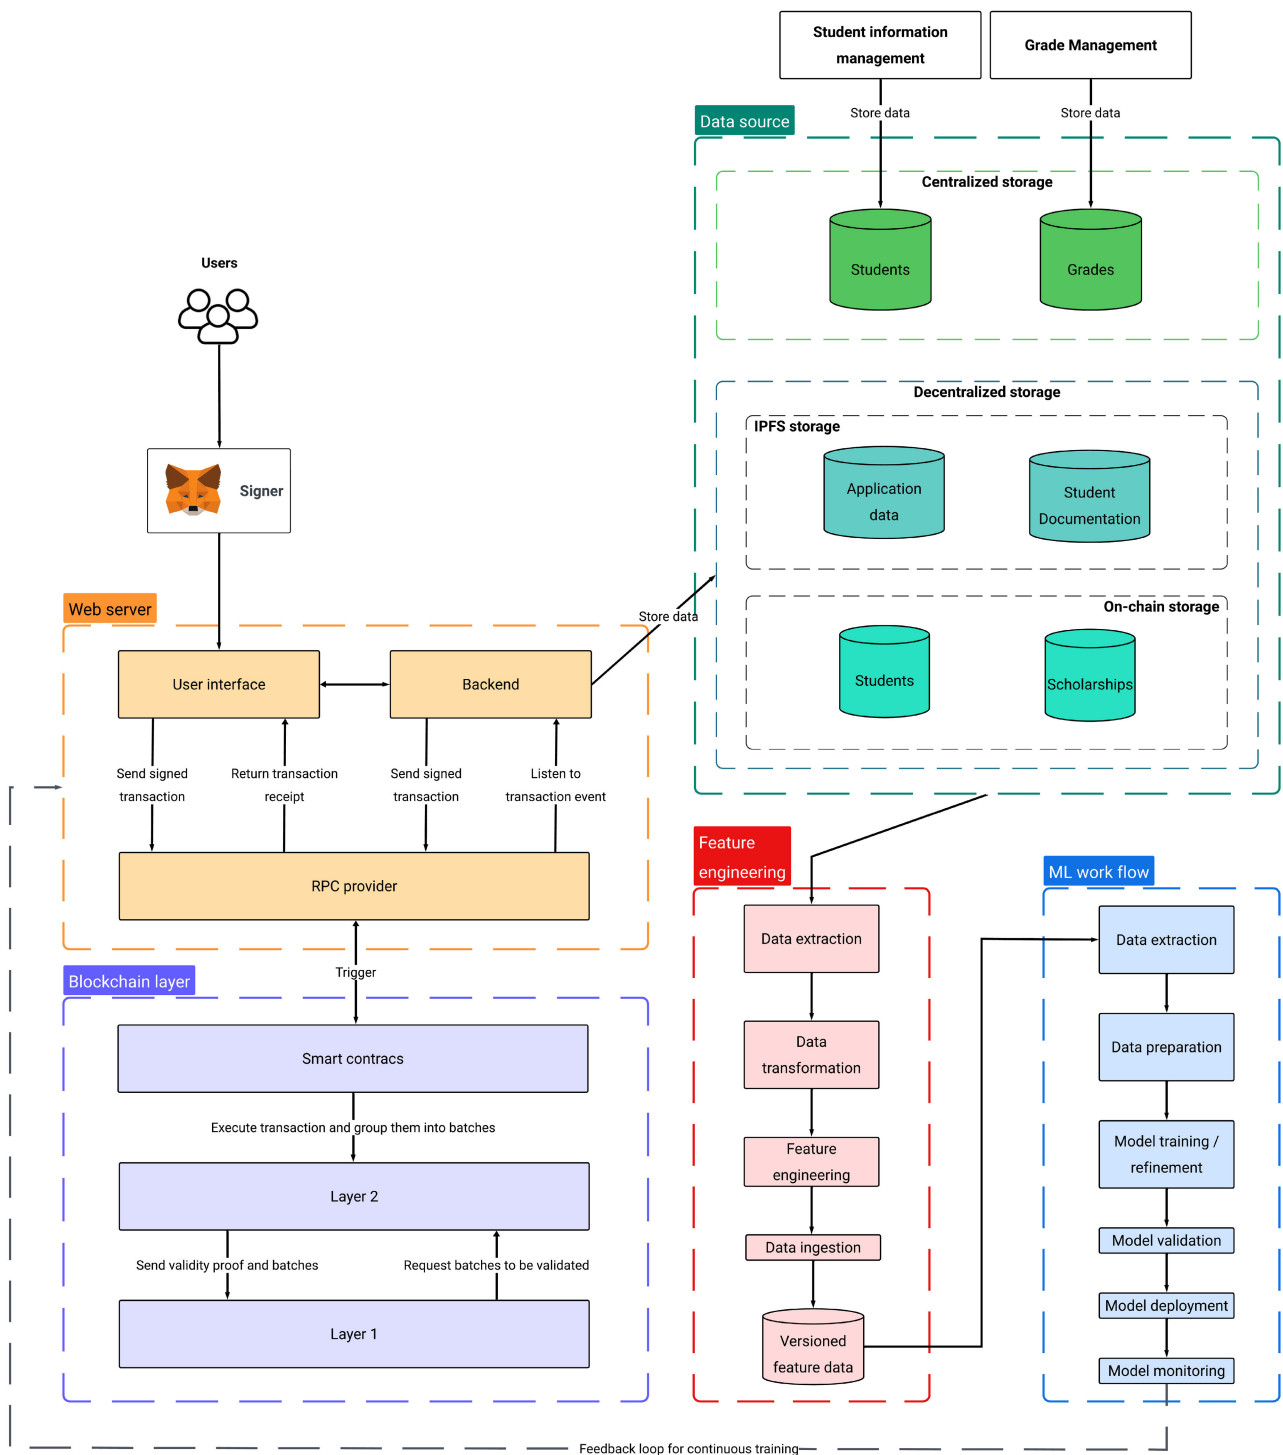 Student information
management
Grade Management
Store data
Store data
Data source
Centralized storage
Students
Grades
Users
Signer
Decentralized storage
IPFS storage
Application
data
Student
Documentation
On-chain storage
Students
Scholarships
Store data
Web server
User interface
Backend
Send signed
transaction
Return transaction
receipt
Send signed
transaction
Listen to
transaction event
RPC provider
Trigger
Blockchain layer
Smart contracs
Execute transaction and group them into batches
Layer 2
Send validity proof and batches
Request batches to be validated
Layer 1
Feature
engineering
Data extraction
Data
transformation
Feature
engineering
Data ingestion
Versioned
feature data
ML work flow
Data extraction
Data preparation
Model training /
refinement
Model validation
Model deployment
Model monitoring
Feedback loop for continuous training